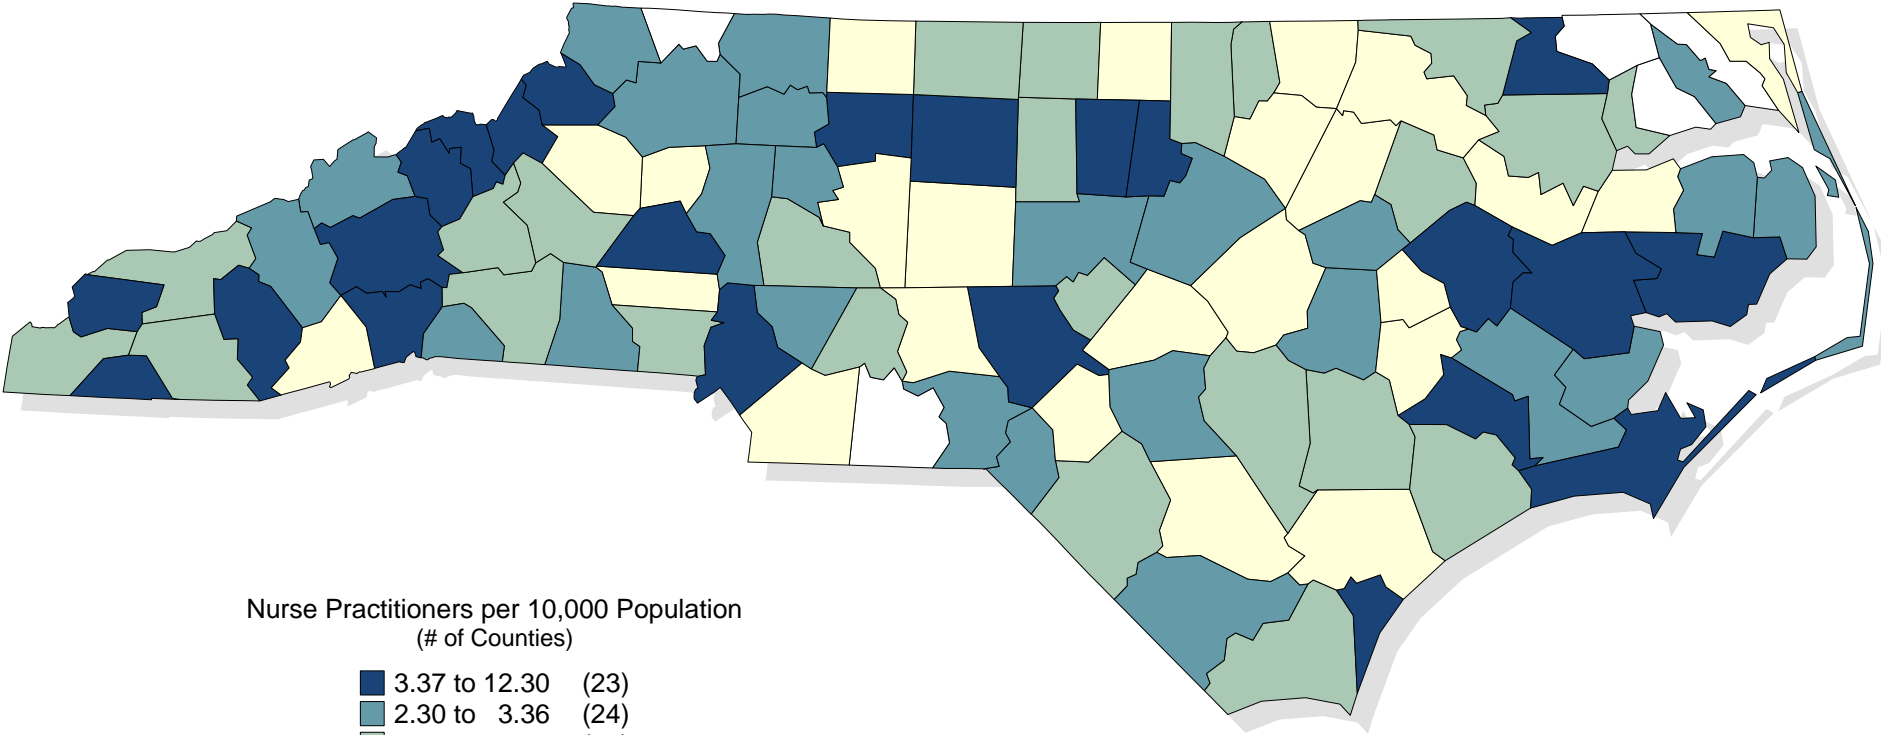 Nurse Practitioners per 10,000 Population
(# of Counties)
3.37 to 12.30 (23)
2.30 to 3.36 (24)